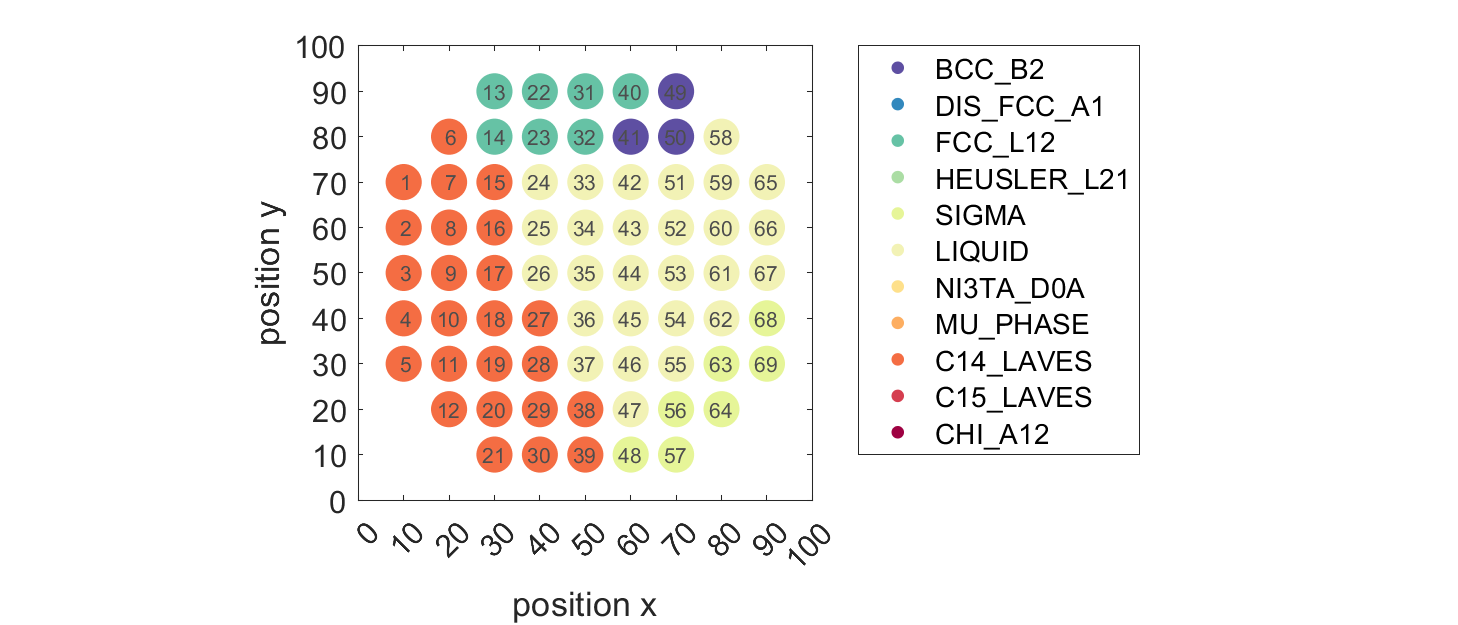 100
90
80
70
60
50
40
30
20
10
0
position y
13 22 31 40 49
6 14 23 32 41 50 58
1 7 15 24 33 42 51 59 65
2 8 16 25 34 43 52 60 66
3 9 17 26 35 44 53 61 67
4 10 18 27 36 45 54 62 68
5 11 19 28 37 46 55 63 69
12 20 29 38 47 56 64
21 30 39 48 57
0 10 20 30 40 50 60 70 80 90 100
position x
BCC_B2
DIS_FCC_A1
FCC_L12
HEUSLER_L21
SIGMA
LIQUID
NI3TA_D0A
MU_PHASE
C14_LAVES
C15_LAVES
CHI_A12